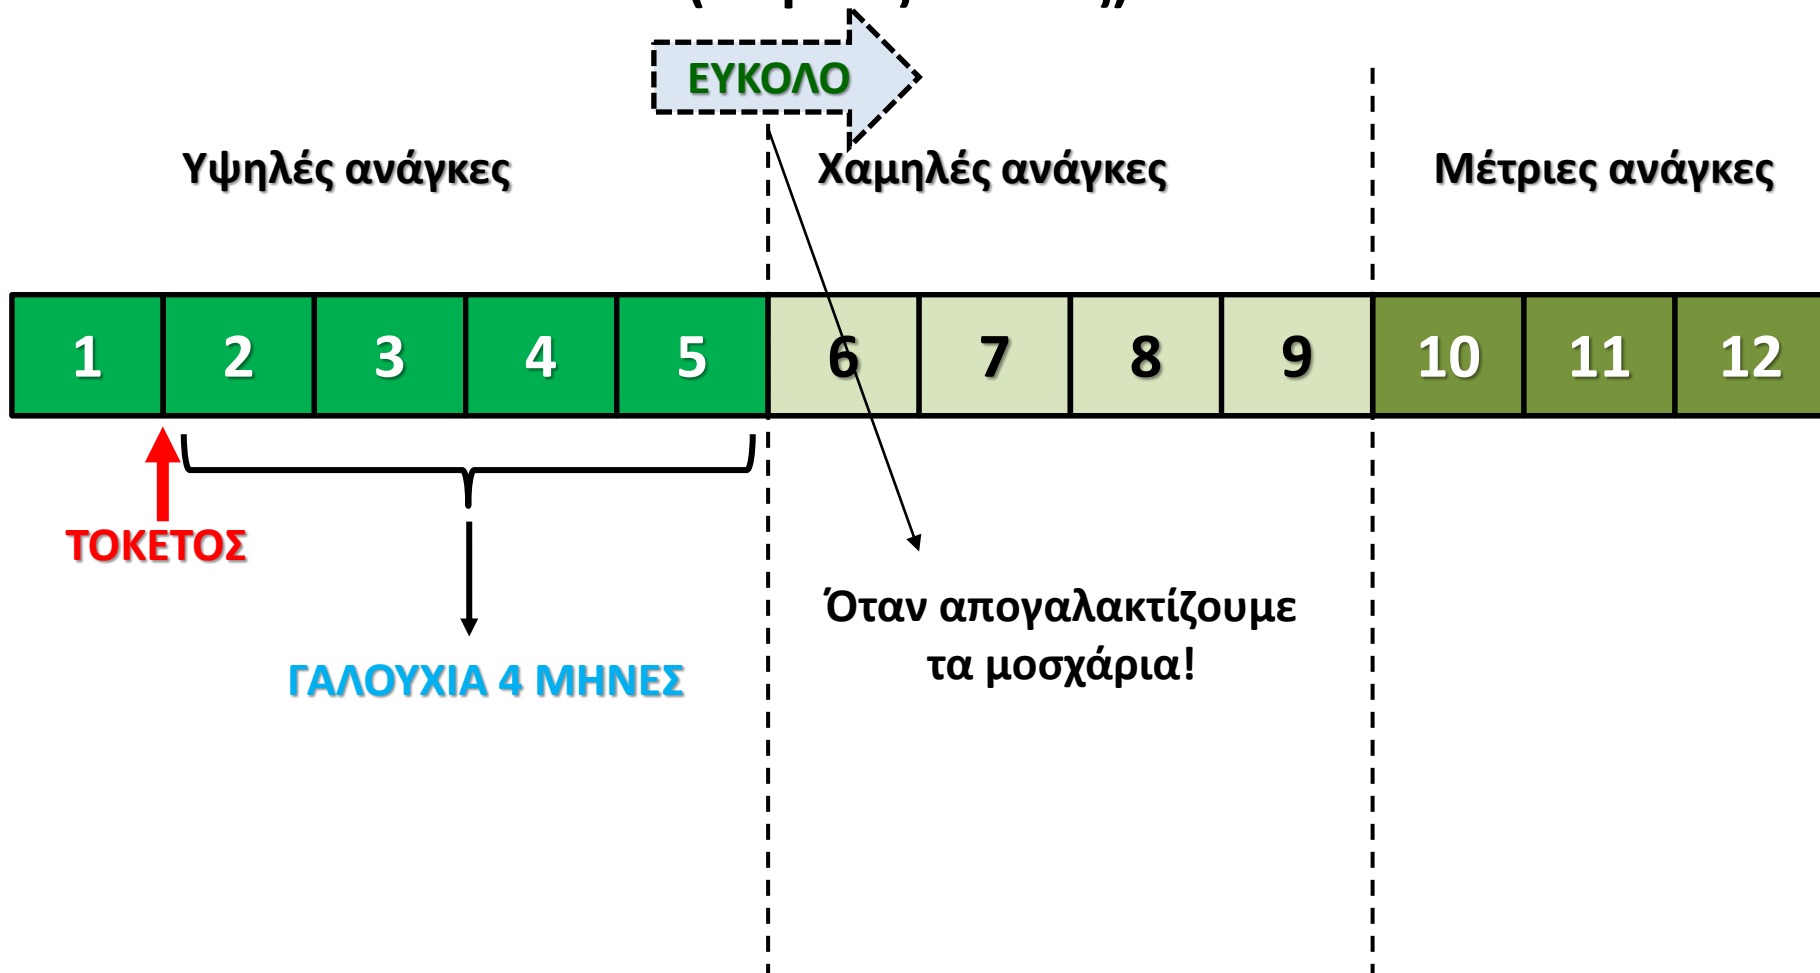 ΕΥΚΟΛΟ
Υψηλές ανάγκες
Χαμηλές ανάγκες
Μέτριες ανάγκες
1 2 3 4 5 6 7 8 9 10 11 12
ΤΟΚΕΤΟΣ
Όταν απογαλακτίζουμε
τα μοσχάρια!
ΓΑΛΟΥΧΙΑ 4 ΜΗΝΕΣ